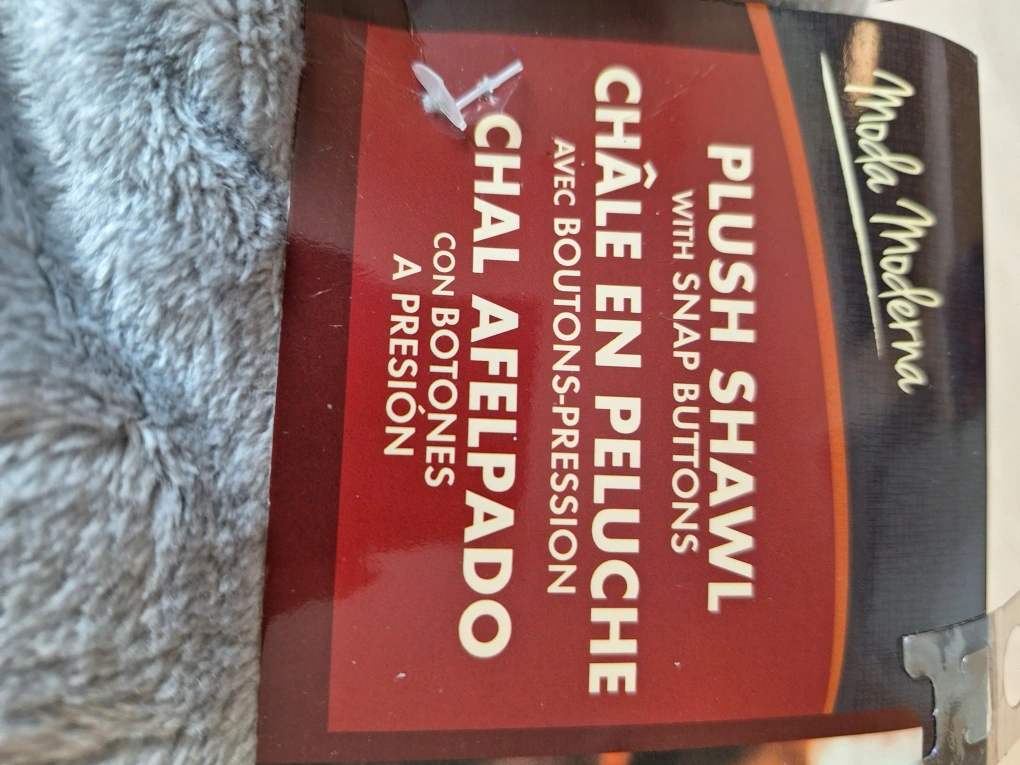 Moda Moderna
PLUSH SHAWL
WITH SNAP BUTTONS
CHÂLE EN PELUCHE
AVEC BOUTONS-PRESSION
CHAL AFELPADO
CON BOTONES
A PRESIÓN